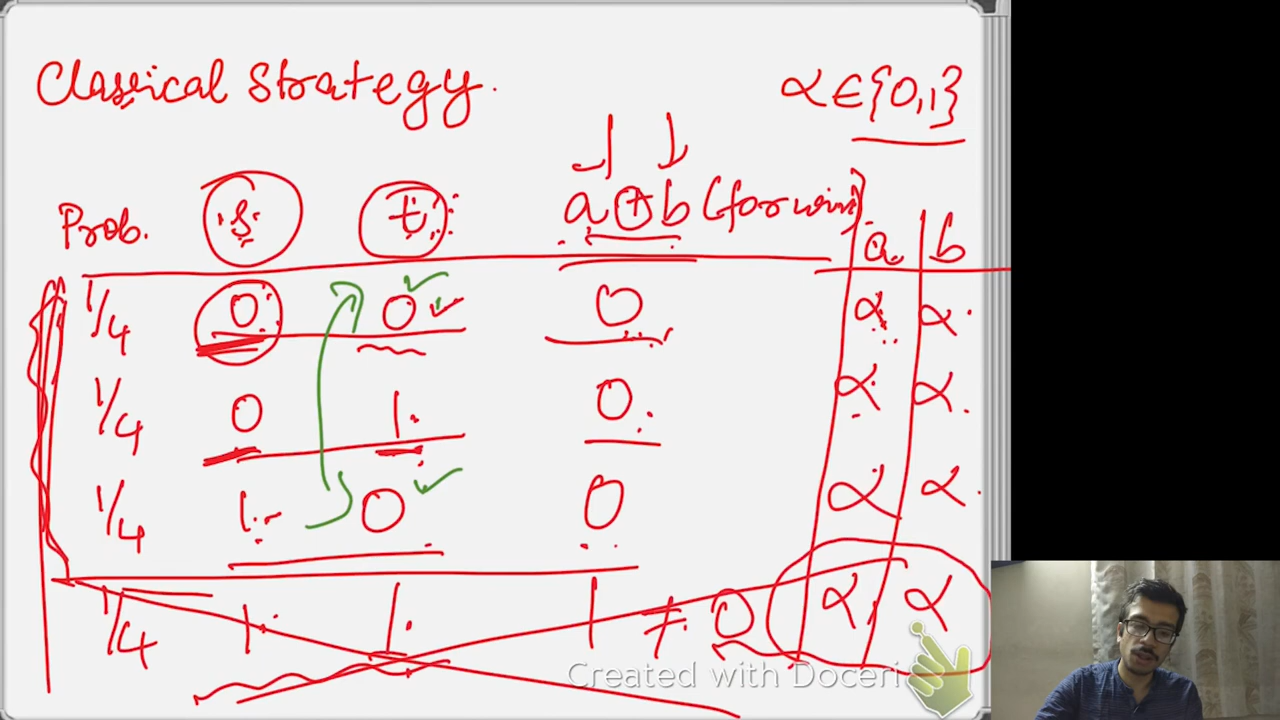 Classical Strategy. α∈{0,1}
Prob. s t a⊕b (for win) a b
1/4 0 0 0 α α
1/4 0 1 0 α α
1/4 1 0 0 α α
1/4 1 1 1 ≠ 0 α α
Created with Doceri